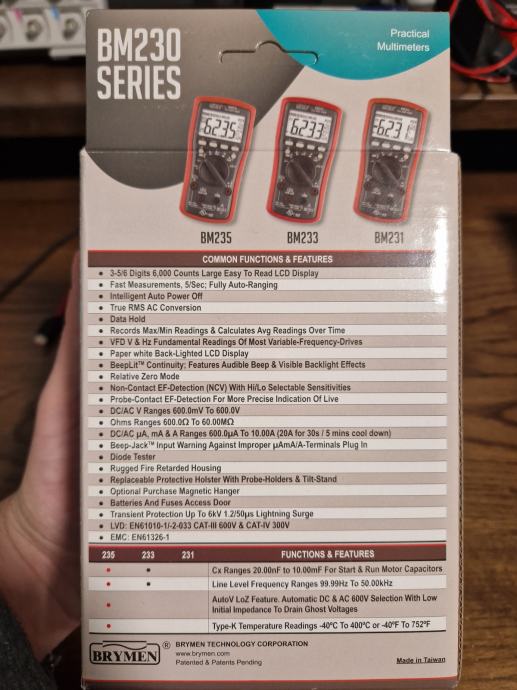 BM230
SERIES
Practical
Multimeters
6.235
6.233
6.231
BM235 BM233 BM231
COMMON FUNCTIONS & FEATURES
• 3-5/6 Digits 6,000 Counts Large Easy To Read LCD Display
• Fast Measurements, 5/Sec; Fully Auto-Ranging
• Intelligent Auto Power Off
• True RMS AC Conversion
• Data Hold
• Records Max/Min Readings & Calculates Avg Readings Over Time
• VFD V & Hz Fundamental Readings Of Most Variable-Frequency-Drives
• Paper white Back-Lighted LCD Display
• BeepLit™ Continuity; Features Audible Beep & Visible Backlight Effects
• Relative Zero Mode
• Non-Contact EF-Detection (NCV) With Hi/Lo Selectable Sensitivities
• Probe-Contact EF-Detection For More Precise Indication Of Live
• DC/AC V Ranges 600.0mV To 600.0V
• Ohms Ranges 600.0Ω To 60.00MΩ
• DC/AC µA, mA & A Ranges 600.0µA To 10.00A (20A for 30s / 5 mins cool down)
• Beep-Jack™ Input Warning Against Improper µAmA/A-Terminals Plug In
• Diode Tester
• Rugged Fire Retarded Housing
• Replaceable Protective Holster With Probe-Holders & Tilt-Stand
• Optional Purchase Magnetic Hanger
• Batteries And Fuses Access Door
• Transient Protection Up To 6kV 1.2/50µs Lightning Surge
• LVD: EN61010-1/-2-033 CAT-III 600V & CAT-IV 300V
• EMC: EN61326-1
235 233 231 FUNCTIONS & FEATURES
• • Cx Ranges 20.00nF to 10.00mF For Start & Run Motor Capacitors
• • Line Level Frequency Ranges 99.99Hz To 50.00kHz
• AutoV LoZ Feature. Automatic DC & AC 600V Selection With Low
Initial Impedance To Drain Ghost Voltages
• Type-K Temperature Readings -40°C To 400°C or -40°F To 752°F
BRYMEN ®
BRYMEN TECHNOLOGY CORPORATION
www.brymen.com
Patented & Patents Pending
Made in Taiwan